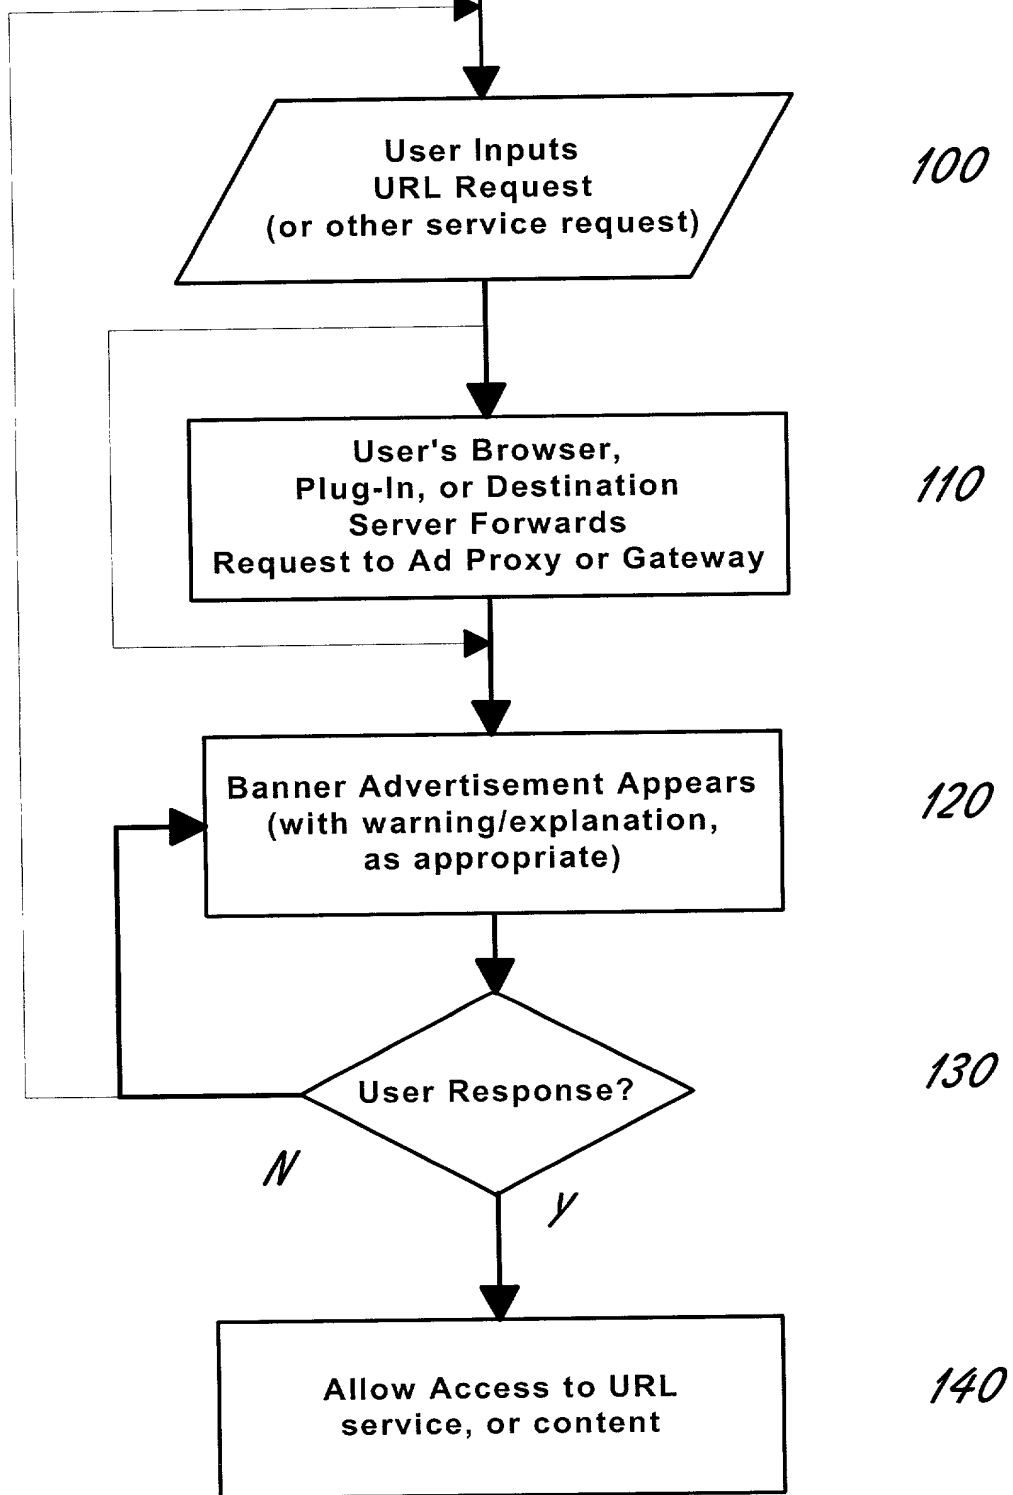 User Inputs
URL Request
(or other service request)
100
User's Browser,
Plug-In, or Destination
Server Forwards
Request to Ad Proxy or Gateway
110
Banner Advertisement Appears
(with warning/explanation,
as appropriate)
120
User Response?
130
N
y
Allow Access to URL
service, or content
140